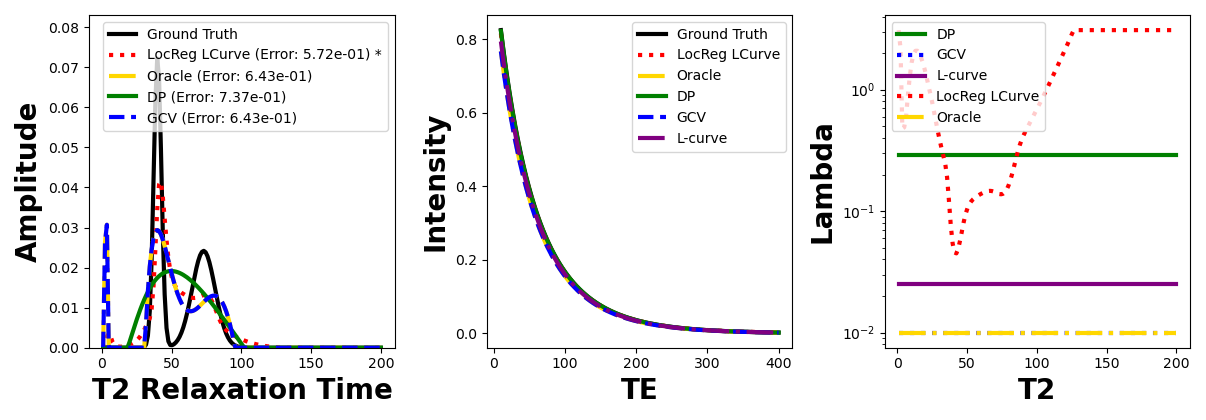 Amplitude
0.08
0.07
0.06
0.05
0.04
0.03
0.02
0.01
0.00
Ground Truth
LocReg LCurve (Error: 5.72e-01) *
Oracle (Error: 6.43e-01)
DP (Error: 7.37e-01)
GCV (Error: 6.43e-01)
0 50 100 150 200
T2 Relaxation Time
Intensity
0.8
0.6
0.4
0.2
0.0
Ground Truth
LocReg LCurve
Oracle
DP
GCV
L-curve
0 100 200 300 400
TE
Lambda
10⁰
10⁻¹
10⁻²
DP
GCV
L-curve
LocReg LCurve
Oracle
0 50 100 150 200
T2